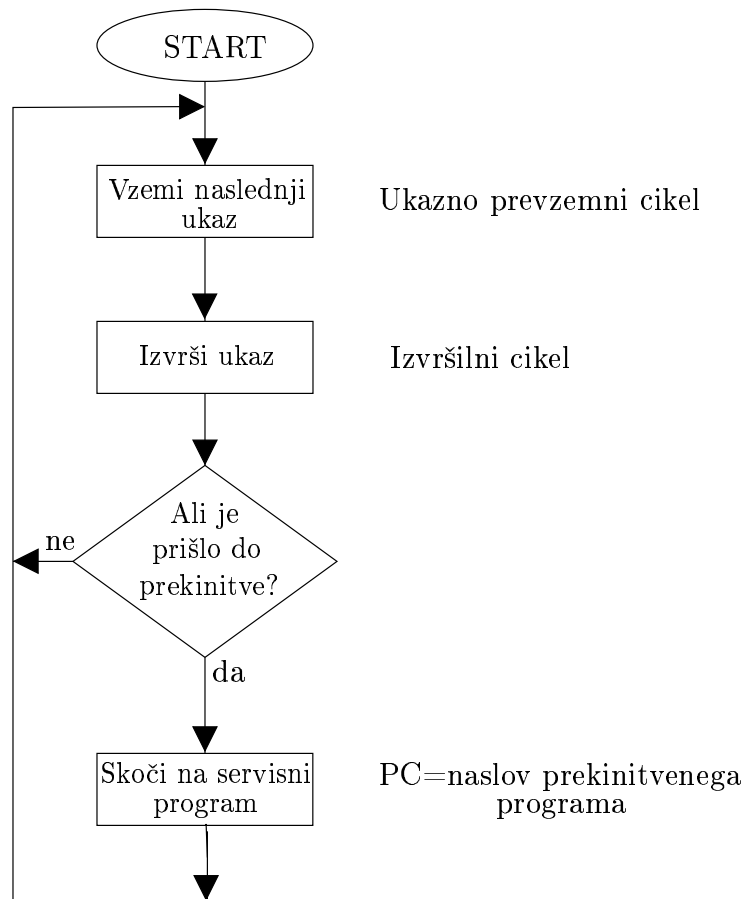 START
Vzemi naslednji
ukaz
Ukazno prevzemni cikel
Izvrši ukaz
Izvršilni cikel
Ali je
prišlo do
prekinitve?
ne
da
Skoči na servisni
program
PC=naslov prekinitvenega
programa